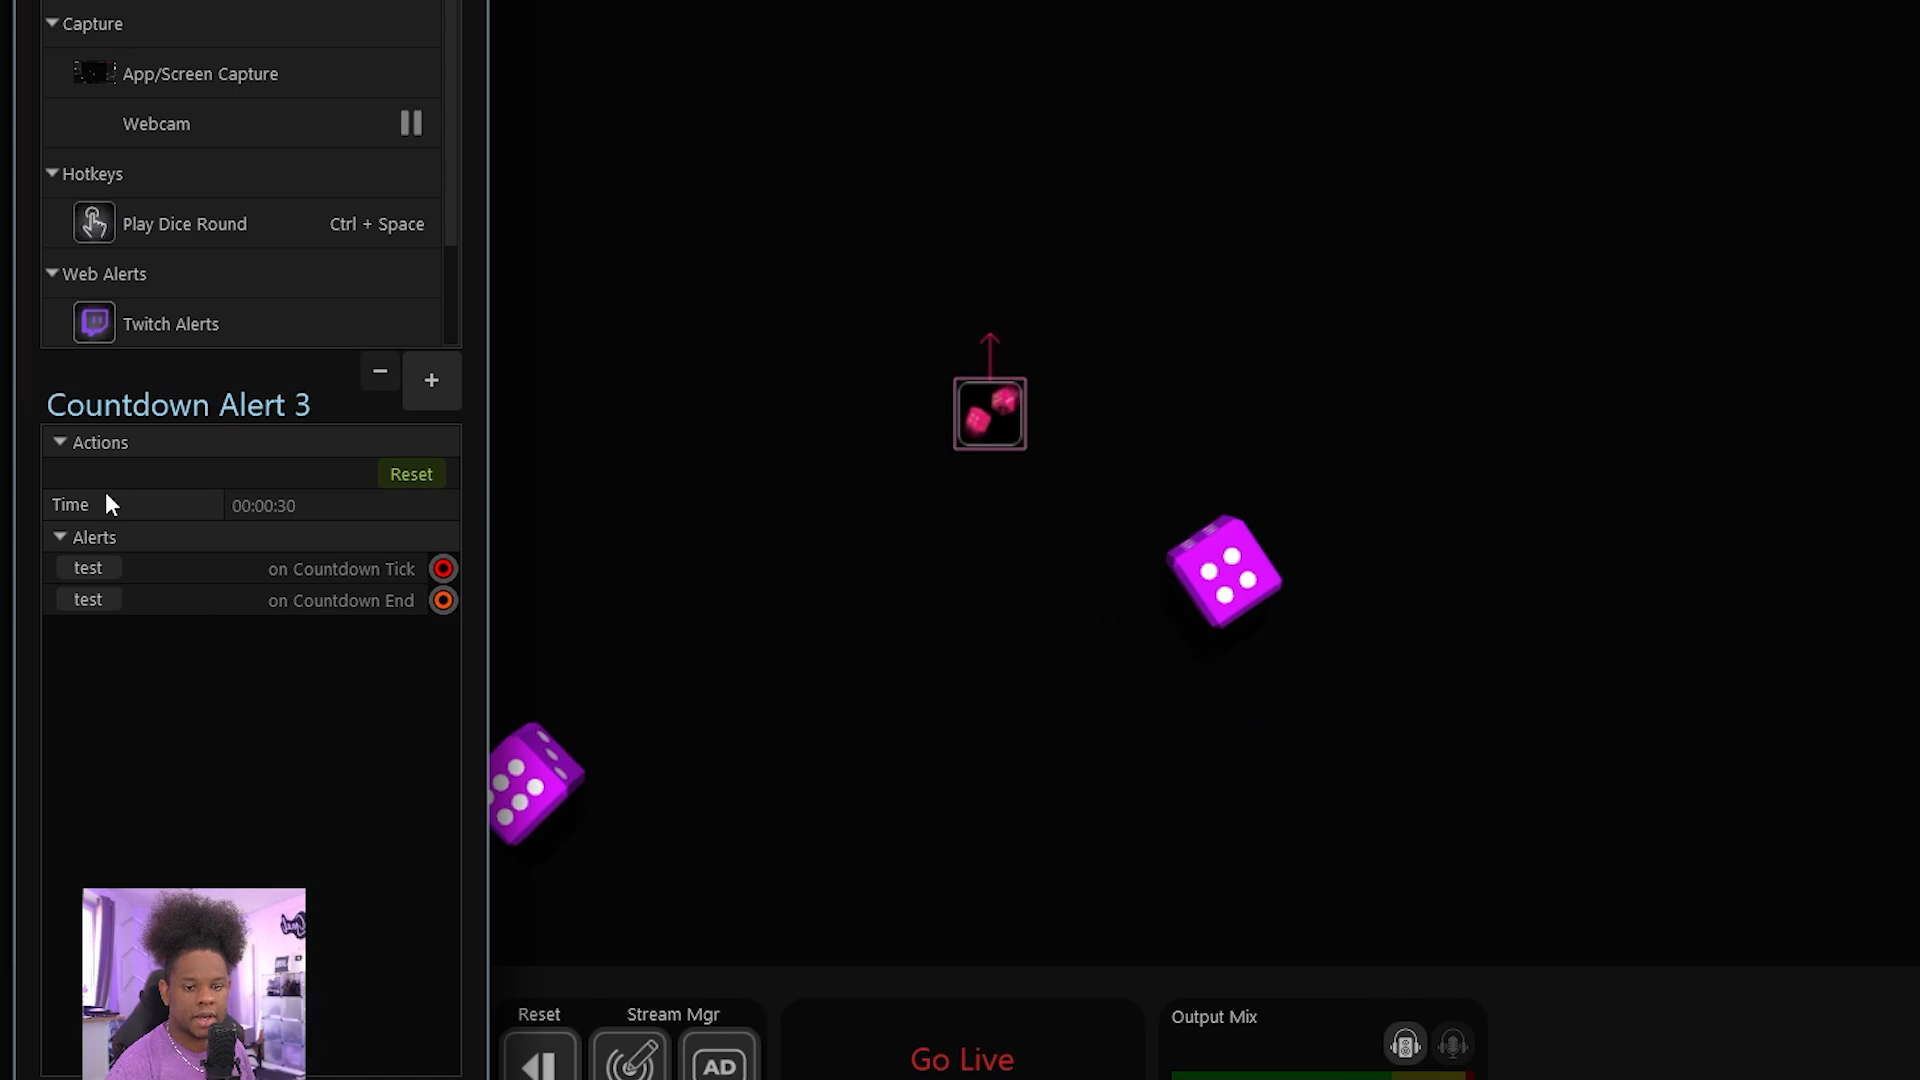 Capture
App/Screen Capture
Webcam
Hotkeys
Play Dice Round Ctrl + Space
Web Alerts
Twitch Alerts
− +
Countdown Alert 3
Actions
Reset
Time 00:00:30
Alerts
test on Countdown Tick
test on Countdown End
Reset Stream Mgr
AD
Go Live
Output Mix